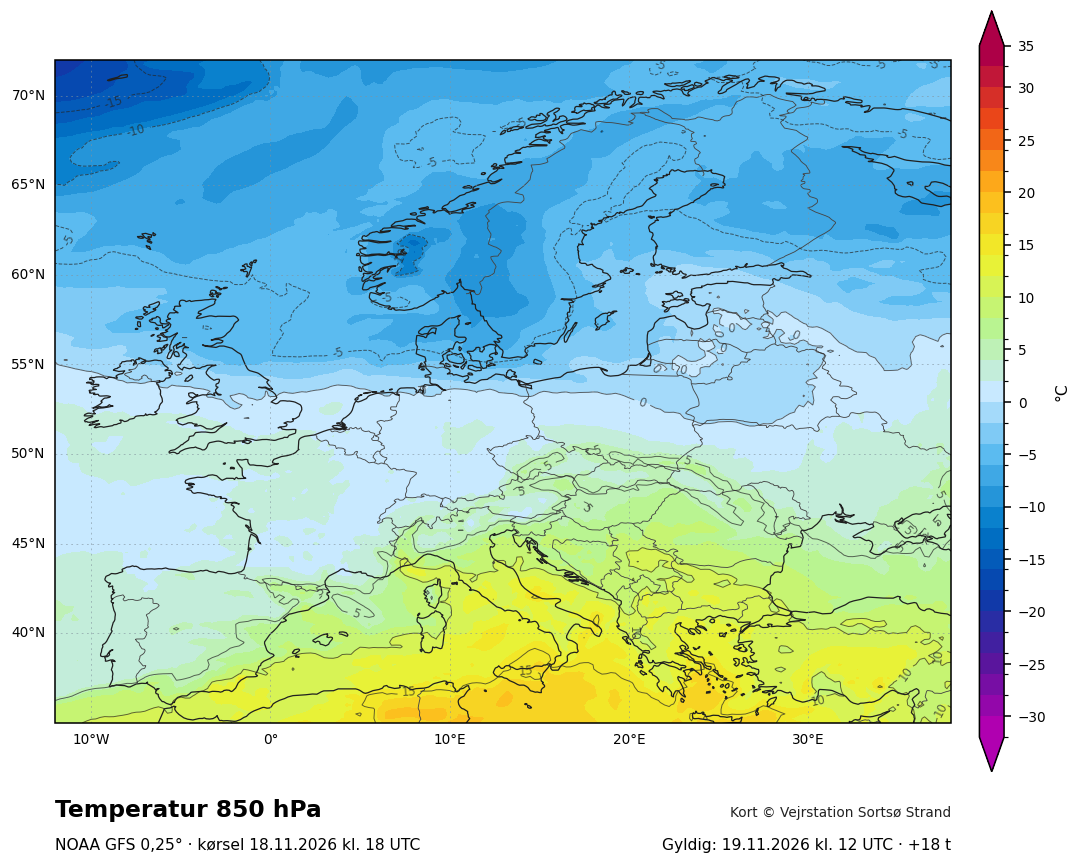 70°N
65°N
60°N
55°N
50°N
45°N
40°N
10°W
0°
10°E
20°E
30°E
35
30
25
20
15
10
5
0
−5
−10
−15
−20
−25
−30
°C
Temperatur 850 hPa
Kort © Vejrstation Sortsø Strand
NOAA GFS 0,25° · kørsel 18.11.2026 kl. 18 UTC
Gyldig: 19.11.2026 kl. 12 UTC · +18 t